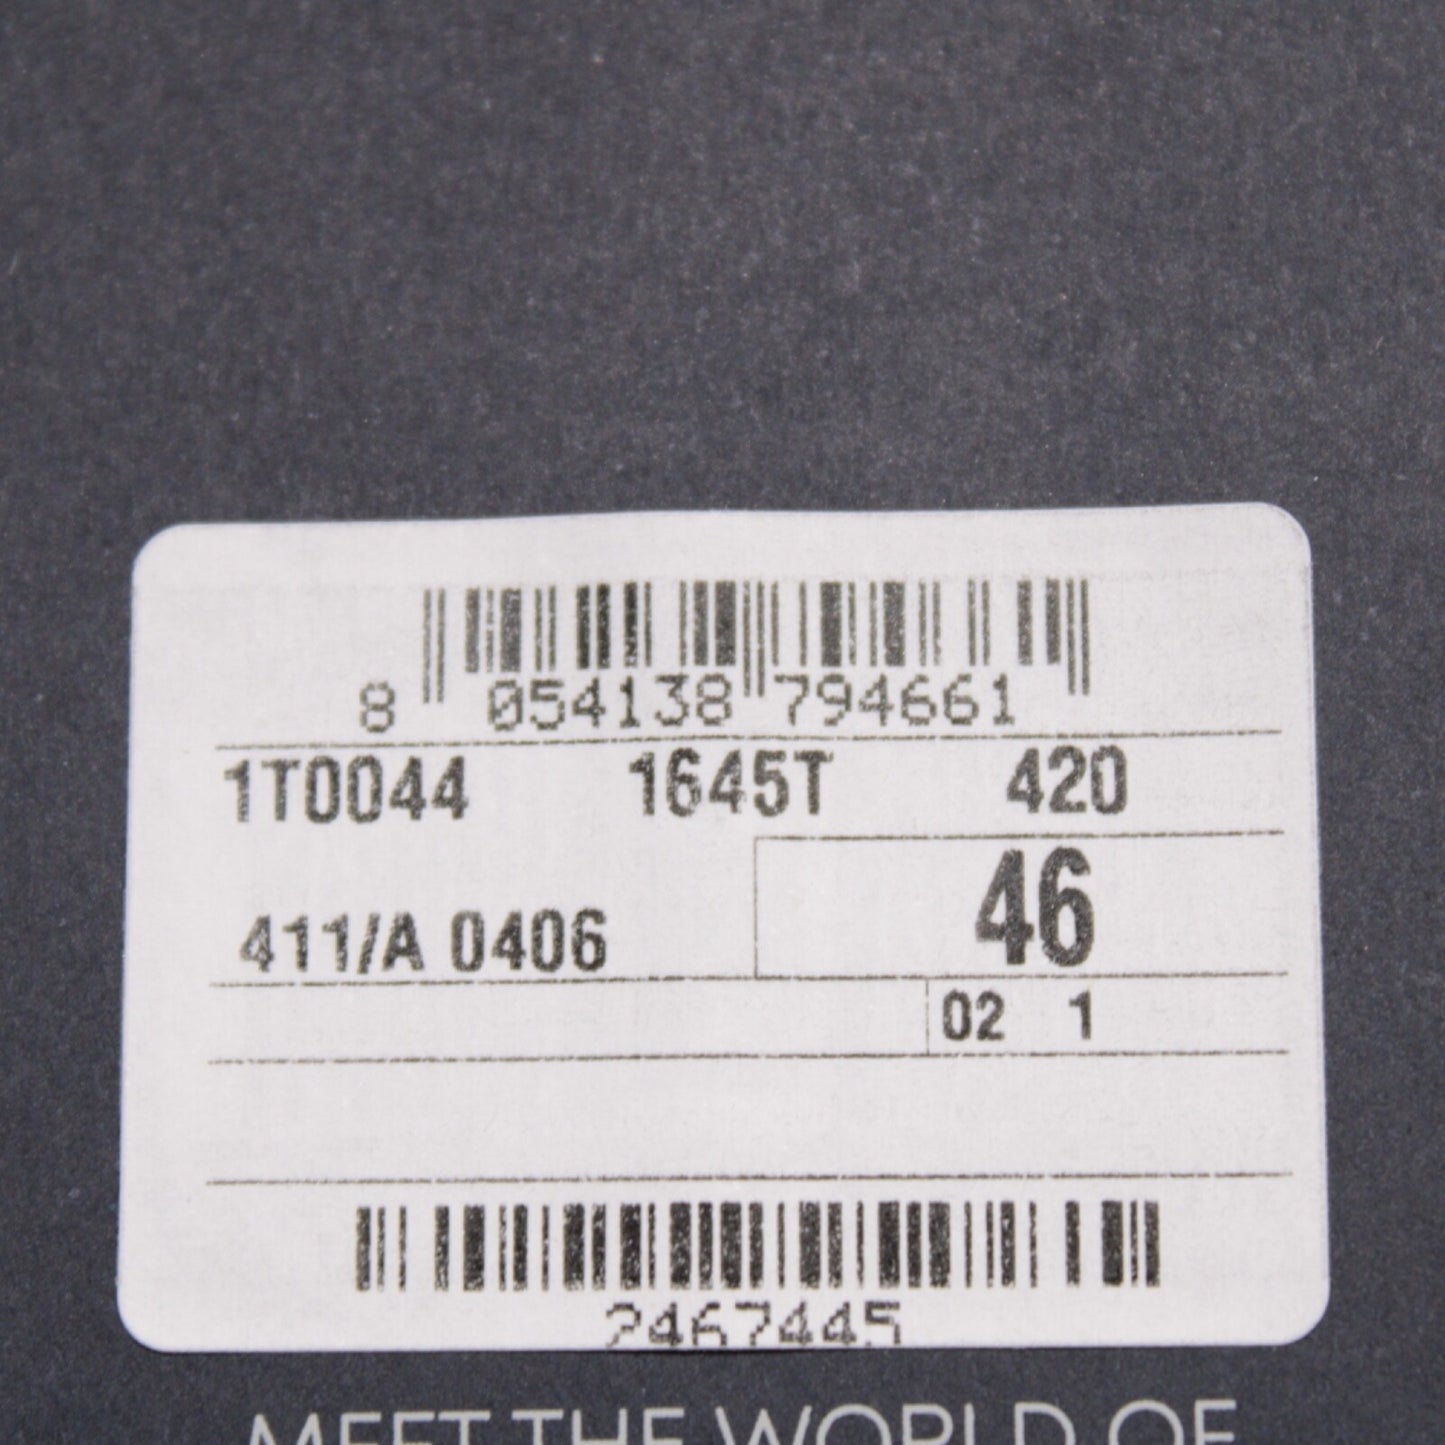 8 054138 794661
1T0044 1645T 420
46
411/A 0406
02 1
2467445
MEET THE WORLD OF